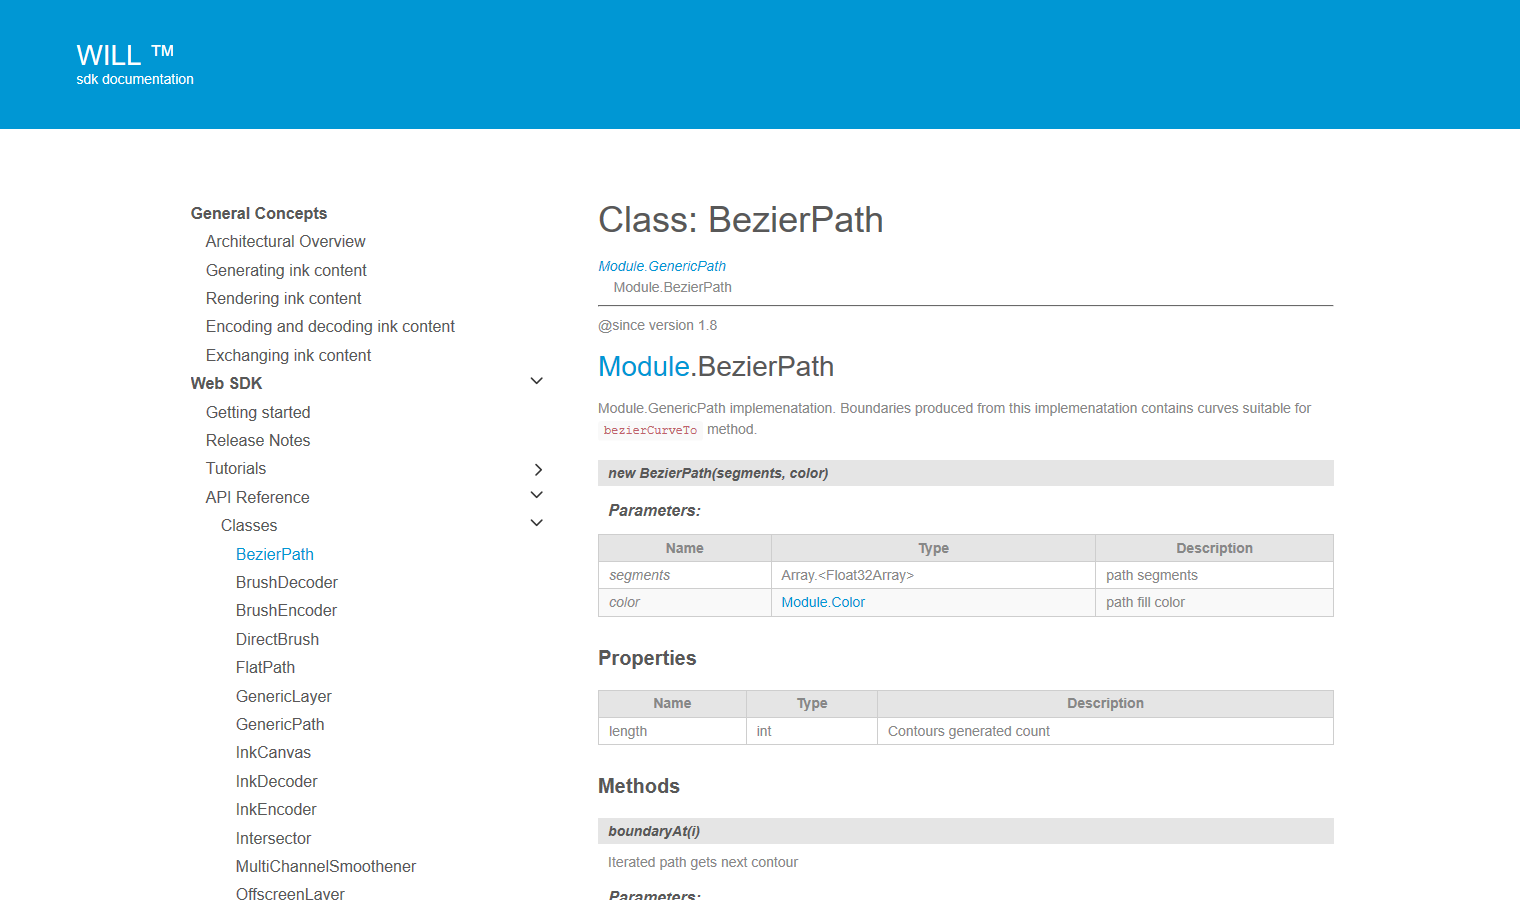 WILL ™
sdk documentation
General Concepts
Architectural Overview
Generating ink content
Rendering ink content
Encoding and decoding ink content
Exchanging ink content
Web SDK
Getting started
Release Notes
Tutorials
API Reference
Classes
BezierPath
BrushDecoder
BrushEncoder
DirectBrush
FlatPath
GenericLayer
GenericPath
InkCanvas
InkDecoder
InkEncoder
Intersector
MultiChannelSmoothener
OffscreenLayer
Class: BezierPath
Module.GenericPath
Module.BezierPath
@since version 1.8
Module.BezierPath
Module.GenericPath implemenatation. Boundaries produced from this implemenatation contains curves suitable for
bezierCurveTo method.
new BezierPath(segments, color)
Parameters:
Name Type Description
segments Array.<Float32Array> path segments
color Module.Color path fill color
Properties
Name Type Description
length int Contours generated count
Methods
boundaryAt(i)
Iterated path gets next contour
Parameters: